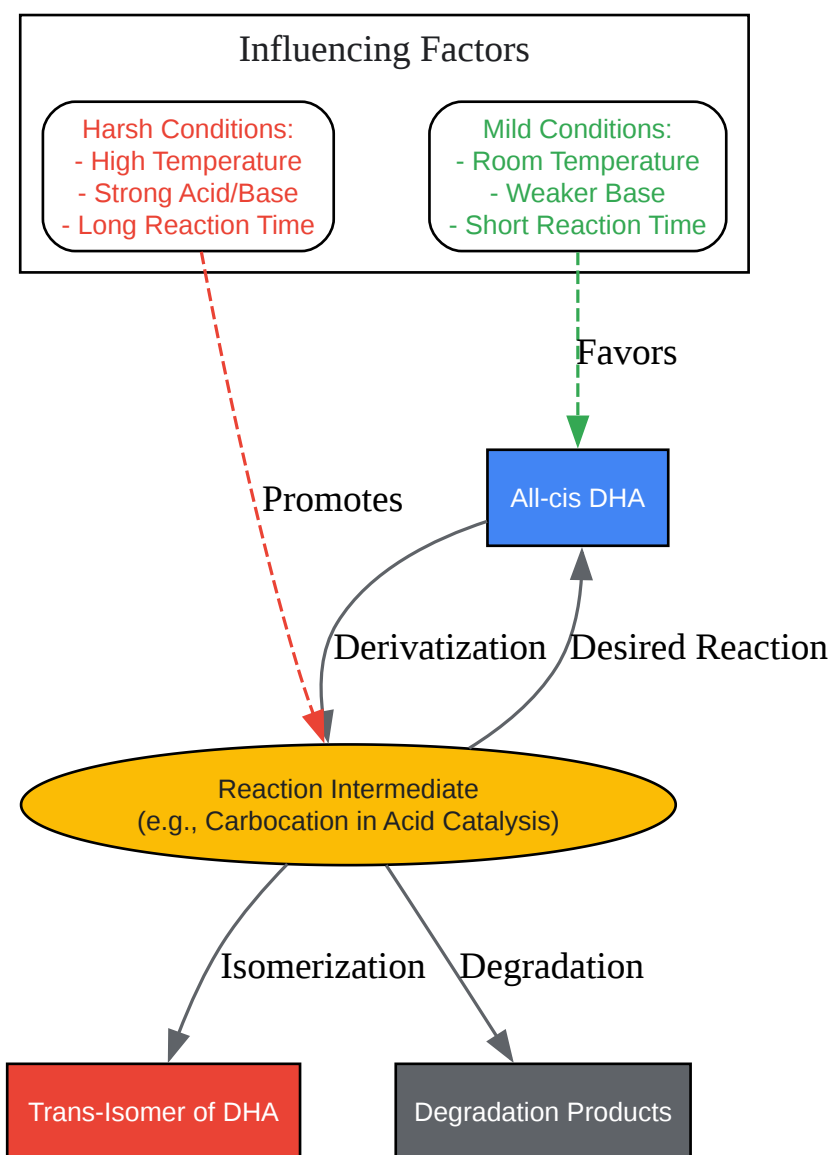 Influencing Factors
Harsh Conditions:
- High Temperature
- Strong Acid/Base
- Long Reaction Time
Mild Conditions:
- Room Temperature
- Weaker Base
- Short Reaction Time
Favors
Promotes
All-cis DHA
Derivatization
Desired Reaction
Reaction Intermediate
(e.g., Carbocation in Acid Catalysis)
Isomerization
Degradation
Trans-Isomer of DHA
Degradation Products